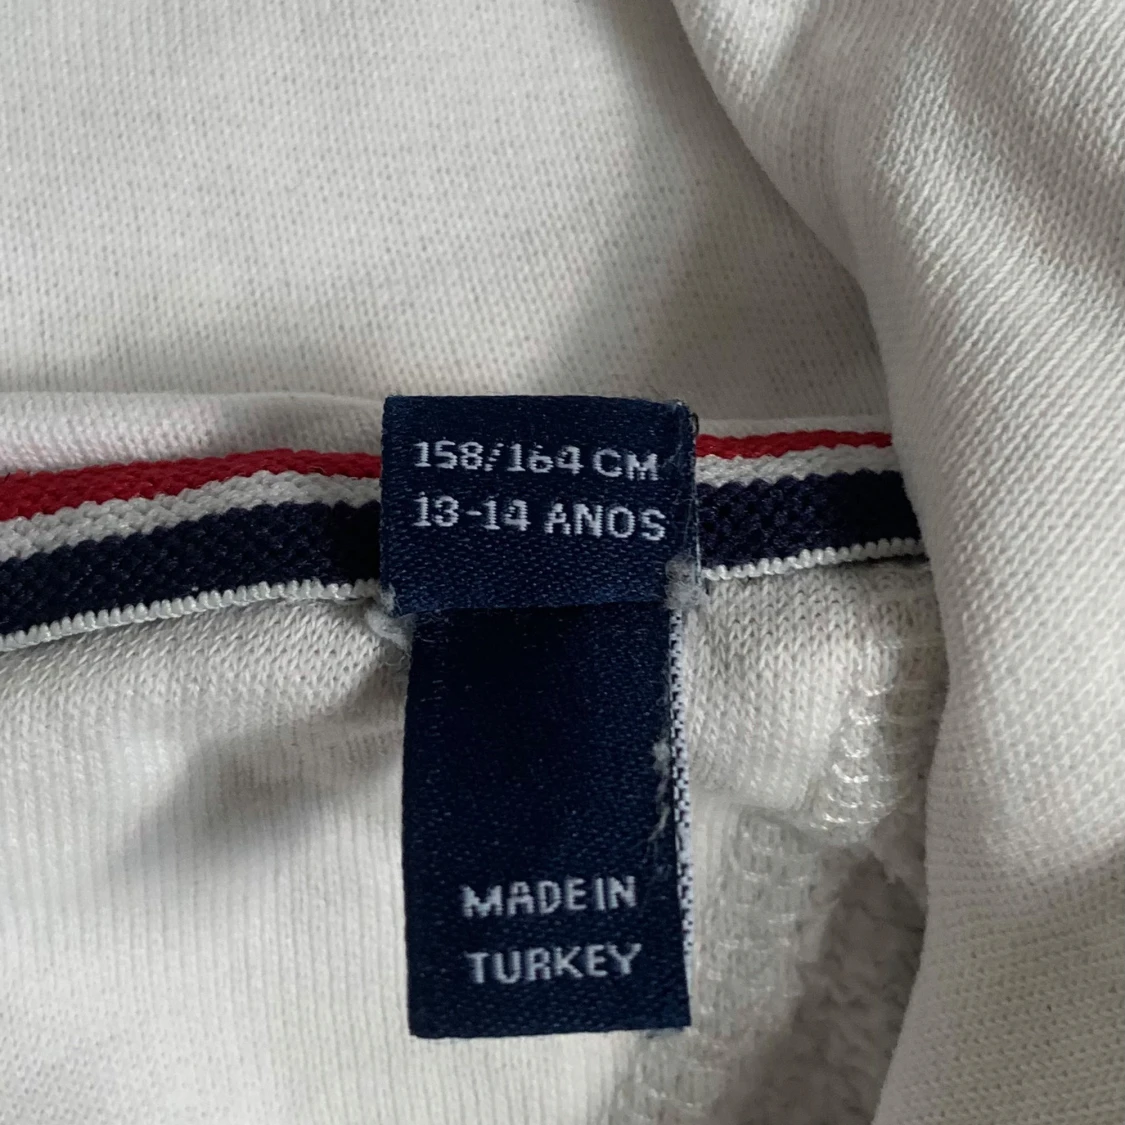 158/164 CM
13-14 ANOS
MADE IN
TURKEY